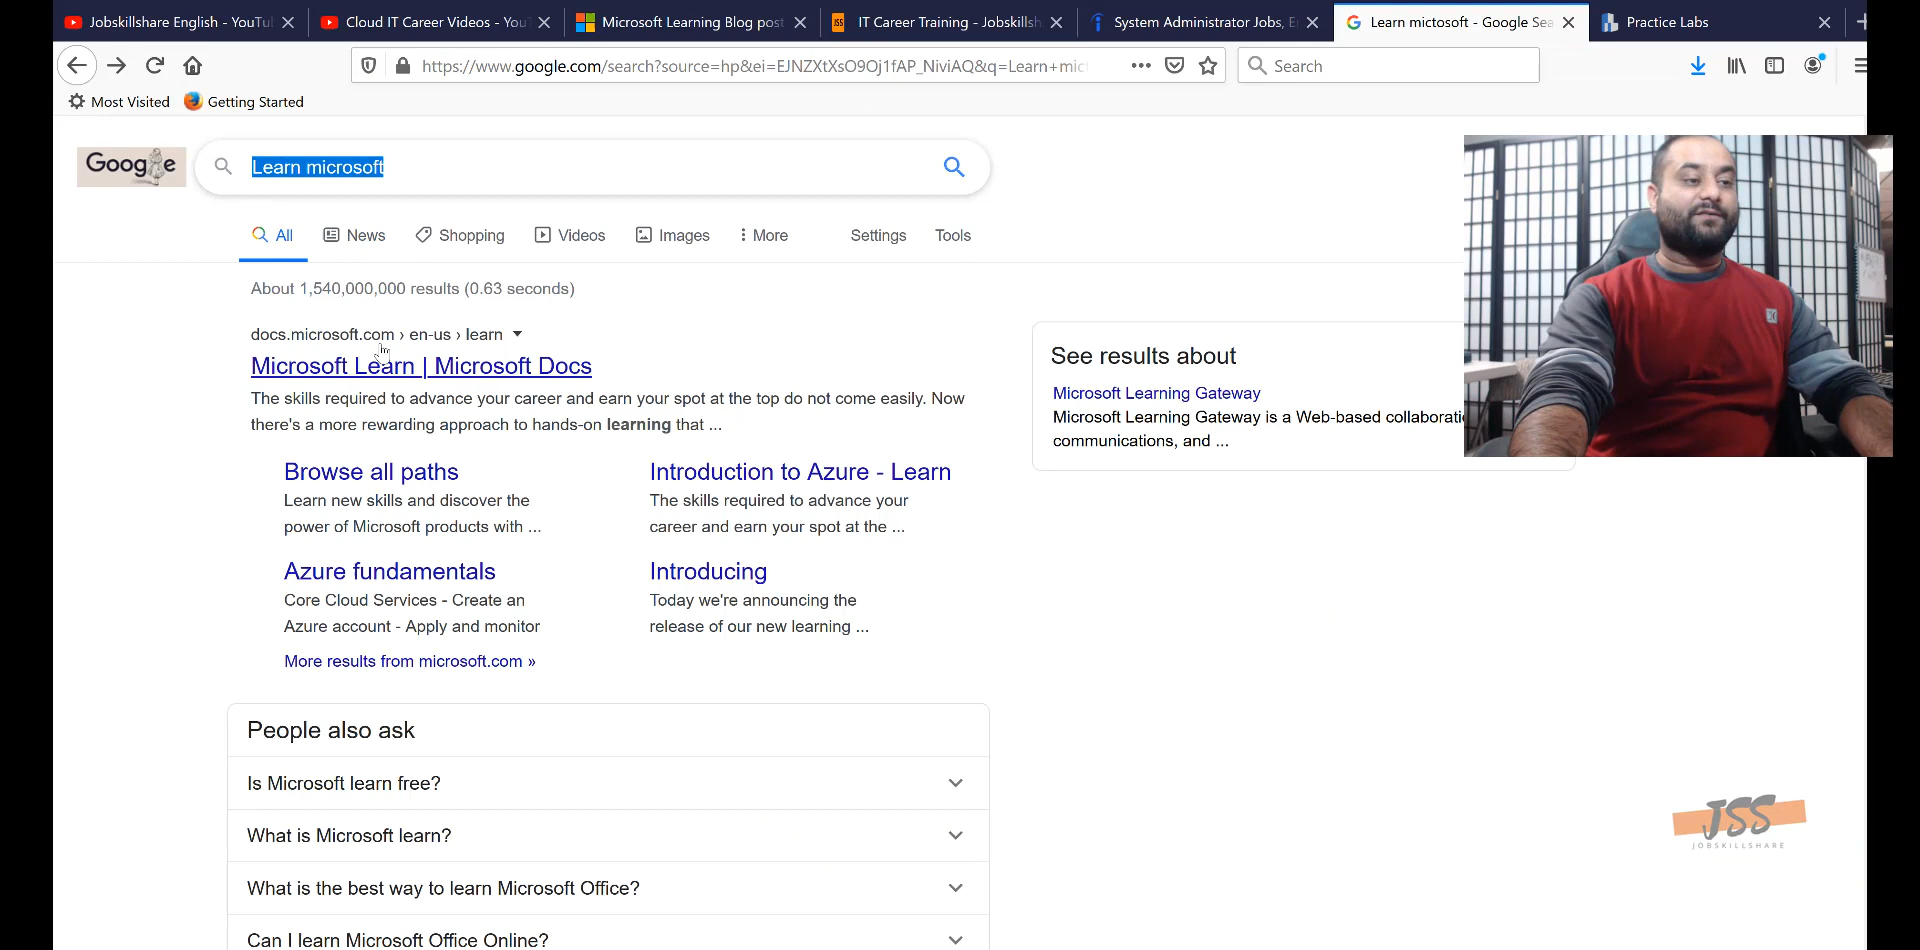 Jobskillshare English - YouTu
Cloud IT Career Videos - You
Microsoft Learning Blog post
IT Career Training - Jobskillsh
System Administrator Jobs, E
Learn mictosoft - Google Sea
Practice Labs
https://www.google.com/search?source=hp&ei=EJNZXtXsO9Oj1fAP_NiviAQ&q=Learn+mic
Search
Most Visited
Getting Started
Google
Learn microsoft
All
News
Shopping
Videos
Images
More
Settings
Tools
About 1,540,000,000 results (0.63 seconds)
docs.microsoft.com › en-us › learn
Microsoft Learn | Microsoft Docs
The skills required to advance your career and earn your spot at the top do not come easily. Now
there's a more rewarding approach to hands-on learning that ...
Browse all paths
Learn new skills and discover the
power of Microsoft products with ...
Introduction to Azure - Learn
The skills required to advance your
career and earn your spot at the ...
Azure fundamentals
Core Cloud Services - Create an
Azure account - Apply and monitor
Introducing
Today we're announcing the
release of our new learning ...
More results from microsoft.com »
See results about
Microsoft Learning Gateway
Microsoft Learning Gateway is a Web-based collaborati
communications, and ...
People also ask
Is Microsoft learn free?
What is Microsoft learn?
What is the best way to learn Microsoft Office?
Can I learn Microsoft Office Online?
JSS
JOBSKILLSHARE